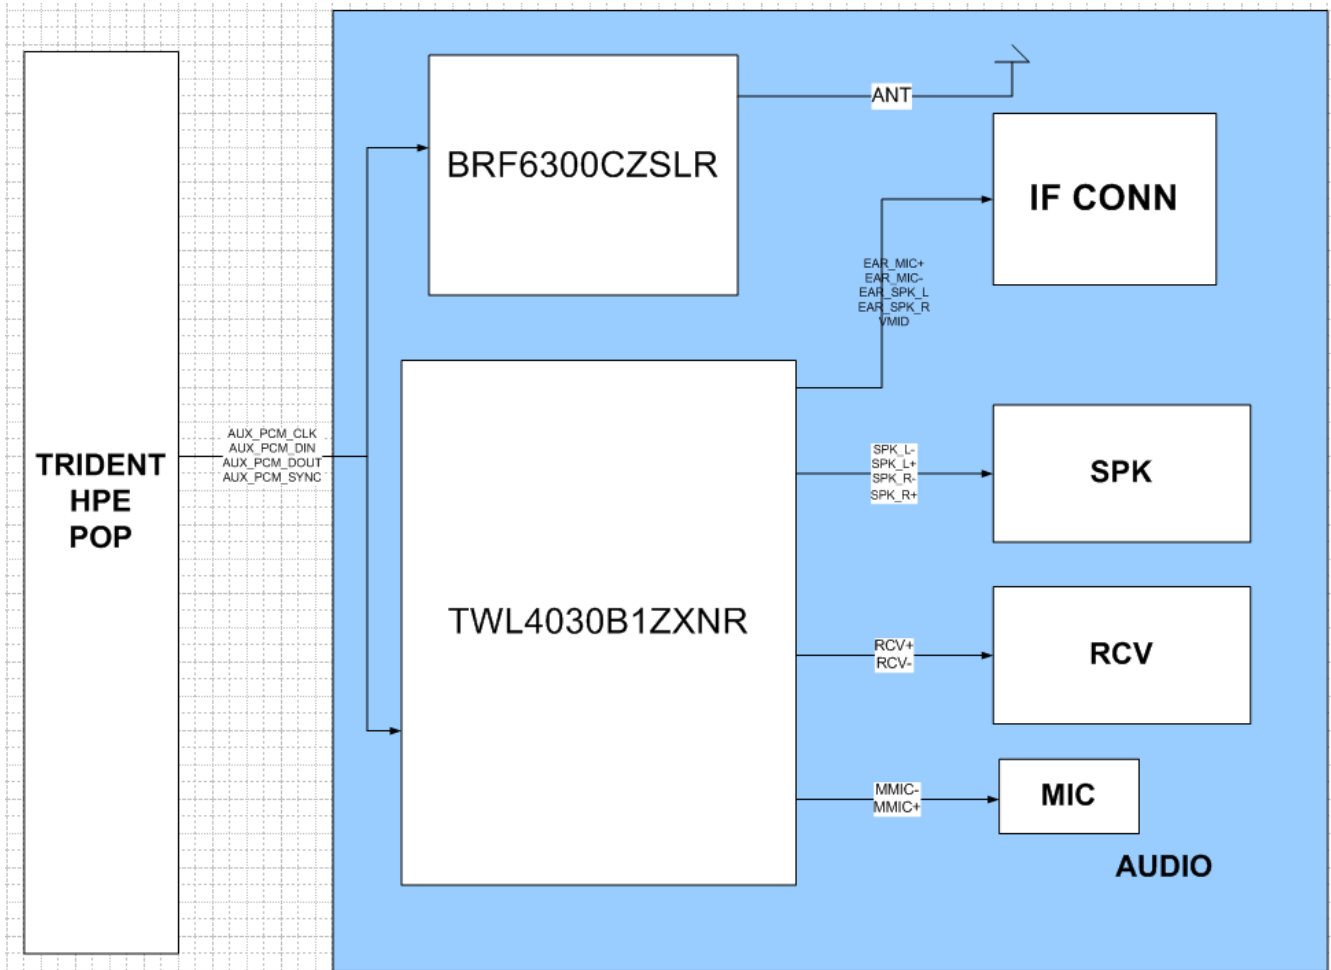 TRIDENT
HPE
POP
AUX_PCM_CLK
AUX_PCM_DIN
AUX_PCM_DOUT
AUX_PCM_SYNC
BRF6300CZSLR
ANT
IF CONN
EAR_MIC+
EAR_MIC-
EAR_SPK_L
EAR_SPK_R
VMID
TWL4030B1ZXNR
SPK_L-
SPK_L+
SPK_R-
SPK_R+
SPK
RCV+
RCV-
RCV
MMIC-
MMIC+
MIC
AUDIO